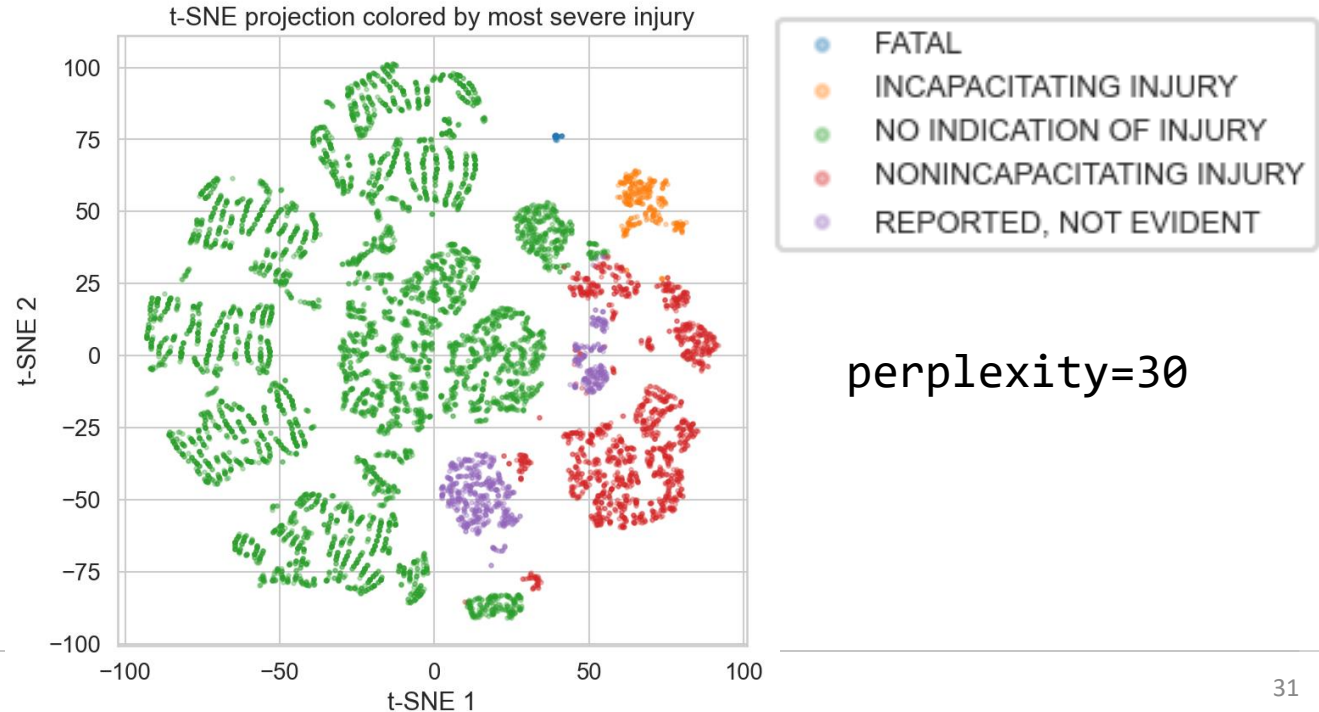 t-SNE projection colored by most severe injury
FATAL
INCAPACITATING INJURY
NO INDICATION OF INJURY
NONINCAPACITATING INJURY
REPORTED, NOT EVIDENT
100
75
50
25
0
−25
−50
−75
−100
t-SNE 2
−100
−50
0
50
100
t-SNE 1
perplexity=30
31